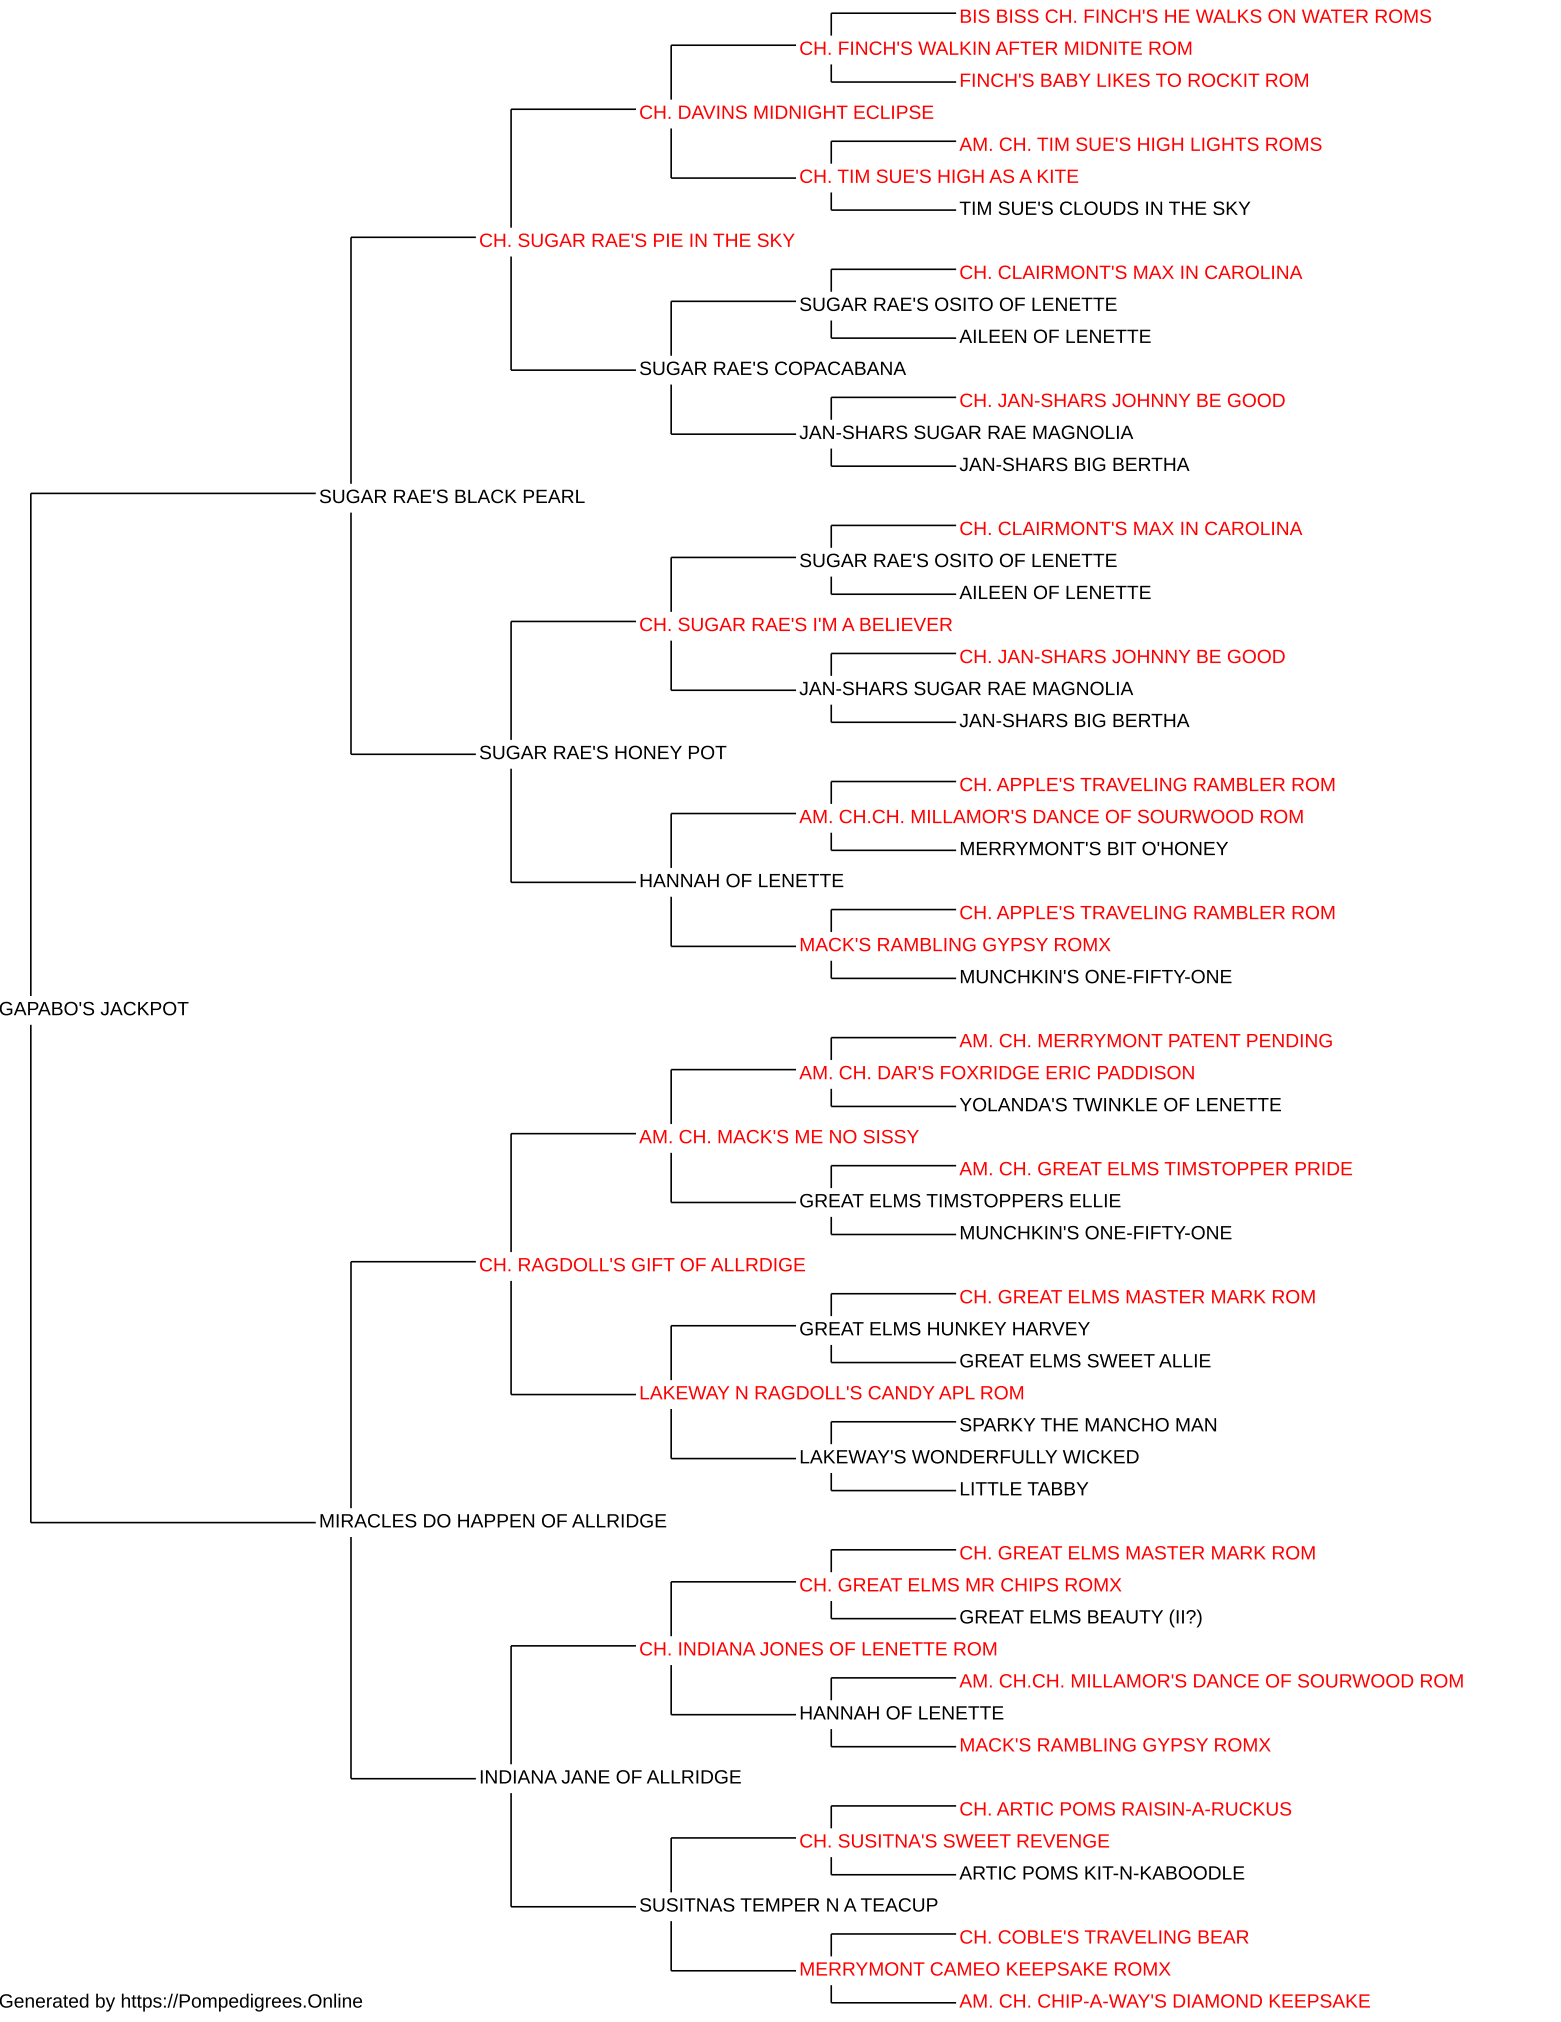 BIS BISS CH. FINCH'S HE WALKS ON WATER ROMS
CH. FINCH'S WALKIN AFTER MIDNITE ROM
FINCH'S BABY LIKES TO ROCKIT ROM
CH. DAVINS MIDNIGHT ECLIPSE
AM. CH. TIM SUE'S HIGH LIGHTS ROMS
CH. TIM SUE'S HIGH AS A KITE
TIM SUE'S CLOUDS IN THE SKY
CH. SUGAR RAE'S PIE IN THE SKY
CH. CLAIRMONT'S MAX IN CAROLINA
SUGAR RAE'S OSITO OF LENETTE
AILEEN OF LENETTE
SUGAR RAE'S COPACABANA
CH. JAN-SHARS JOHNNY BE GOOD
JAN-SHARS SUGAR RAE MAGNOLIA
JAN-SHARS BIG BERTHA
SUGAR RAE'S BLACK PEARL
CH. CLAIRMONT'S MAX IN CAROLINA
SUGAR RAE'S OSITO OF LENETTE
AILEEN OF LENETTE
CH. SUGAR RAE'S I'M A BELIEVER
CH. JAN-SHARS JOHNNY BE GOOD
JAN-SHARS SUGAR RAE MAGNOLIA
JAN-SHARS BIG BERTHA
SUGAR RAE'S HONEY POT
CH. APPLE'S TRAVELING RAMBLER ROM
AM. CH.CH. MILLAMOR'S DANCE OF SOURWOOD ROM
MERRYMONT'S BIT O'HONEY
HANNAH OF LENETTE
CH. APPLE'S TRAVELING RAMBLER ROM
MACK'S RAMBLING GYPSY ROMX
MUNCHKIN'S ONE-FIFTY-ONE
GAPABO'S JACKPOT
AM. CH. MERRYMONT PATENT PENDING
AM. CH. DAR'S FOXRIDGE ERIC PADDISON
YOLANDA'S TWINKLE OF LENETTE
AM. CH. MACK'S ME NO SISSY
AM. CH. GREAT ELMS TIMSTOPPER PRIDE
GREAT ELMS TIMSTOPPERS ELLIE
MUNCHKIN'S ONE-FIFTY-ONE
CH. RAGDOLL'S GIFT OF ALLRDIGE
CH. GREAT ELMS MASTER MARK ROM
GREAT ELMS HUNKEY HARVEY
GREAT ELMS SWEET ALLIE
LAKEWAY N RAGDOLL'S CANDY APL ROM
SPARKY THE MANCHO MAN
LAKEWAY'S WONDERFULLY WICKED
LITTLE TABBY
MIRACLES DO HAPPEN OF ALLRIDGE
CH. GREAT ELMS MASTER MARK ROM
CH. GREAT ELMS MR CHIPS ROMX
GREAT ELMS BEAUTY (II?)
CH. INDIANA JONES OF LENETTE ROM
AM. CH.CH. MILLAMOR'S DANCE OF SOURWOOD ROM
HANNAH OF LENETTE
MACK'S RAMBLING GYPSY ROMX
INDIANA JANE OF ALLRIDGE
CH. ARTIC POMS RAISIN-A-RUCKUS
CH. SUSITNA'S SWEET REVENGE
ARTIC POMS KIT-N-KABOODLE
SUSITNAS TEMPER N A TEACUP
CH. COBLE'S TRAVELING BEAR
MERRYMONT CAMEO KEEPSAKE ROMX
AM. CH. CHIP-A-WAY'S DIAMOND KEEPSAKE
Generated by https://Pompedigrees.Online